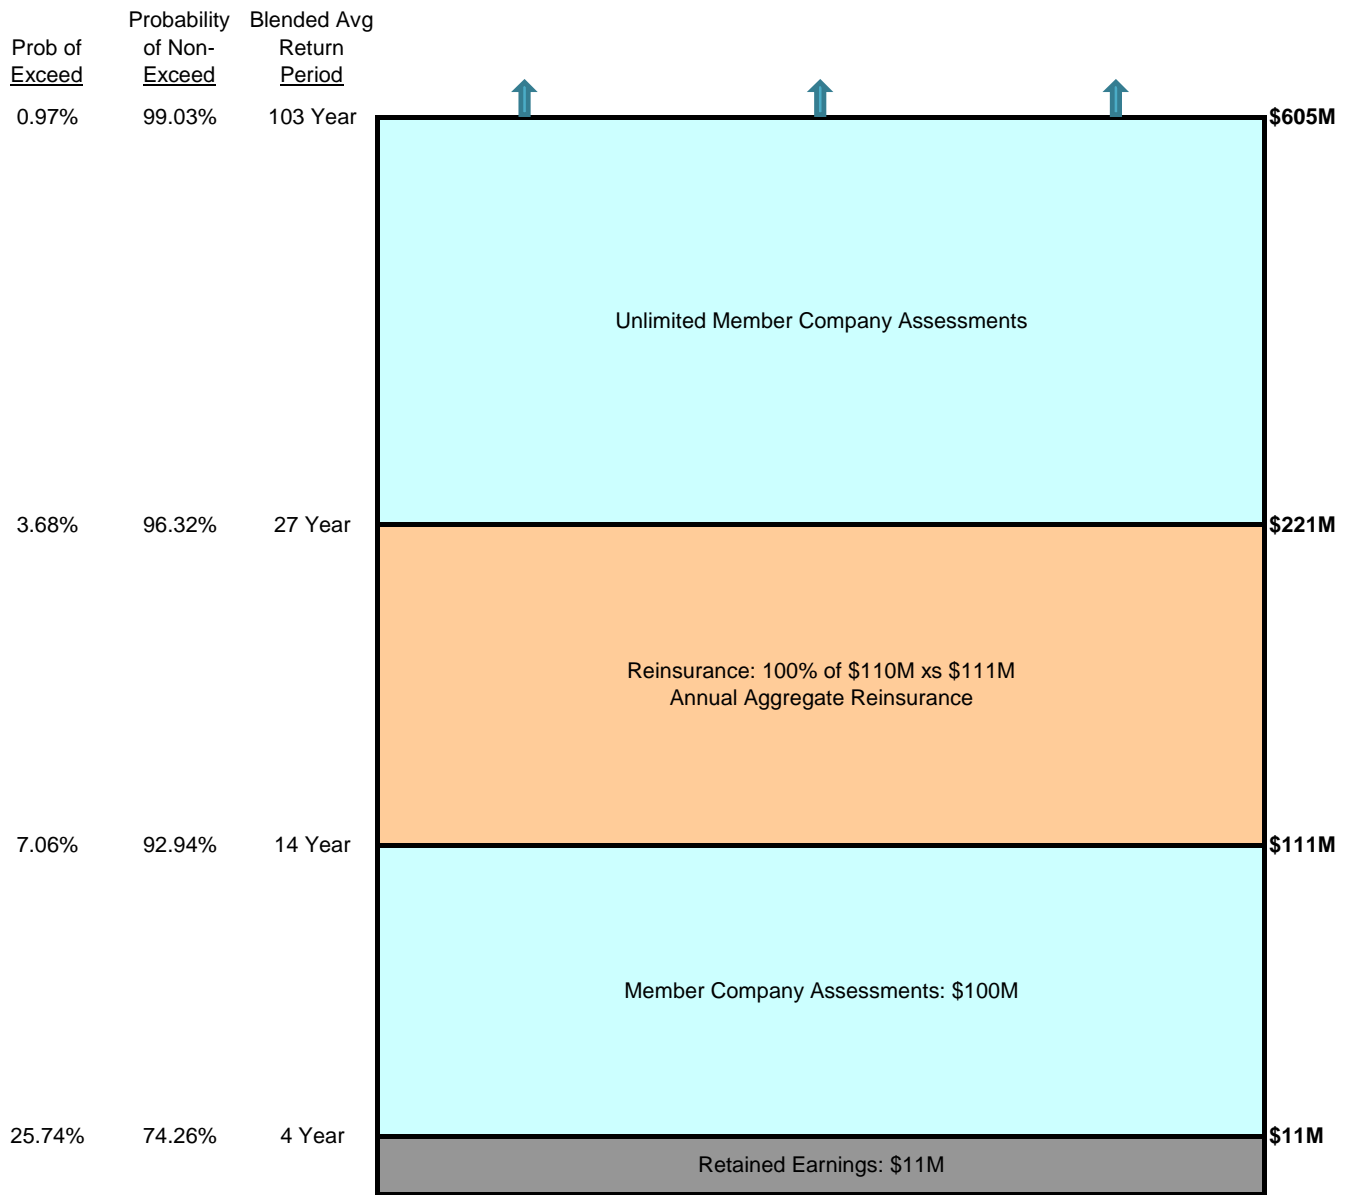 Probability Blended Avg
Prob of of Non- Return
Exceed Exceed Period
0.97% 99.03% 103 Year $605M
Unlimited Member Company Assessments
3.68% 96.32% 27 Year $221M
Reinsurance: 100% of $110M xs $111M
Annual Aggregate Reinsurance
7.06% 92.94% 14 Year $111M
Member Company Assessments: $100M
25.74% 74.26% 4 Year $11M
Retained Earnings: $11M